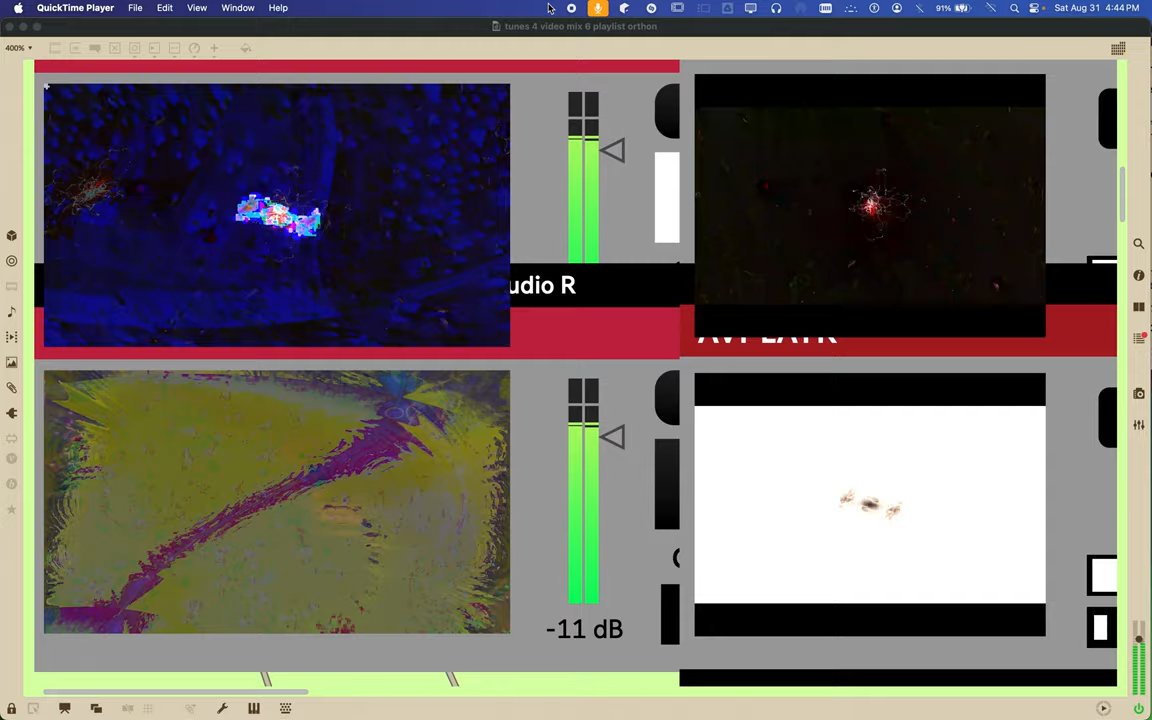 QuickTime Player File Edit View Window Help 91% Sat Aug 31 4:44 PM
tunes 4 video mix 6 playlist orthon
400%
udio R
-11 dB